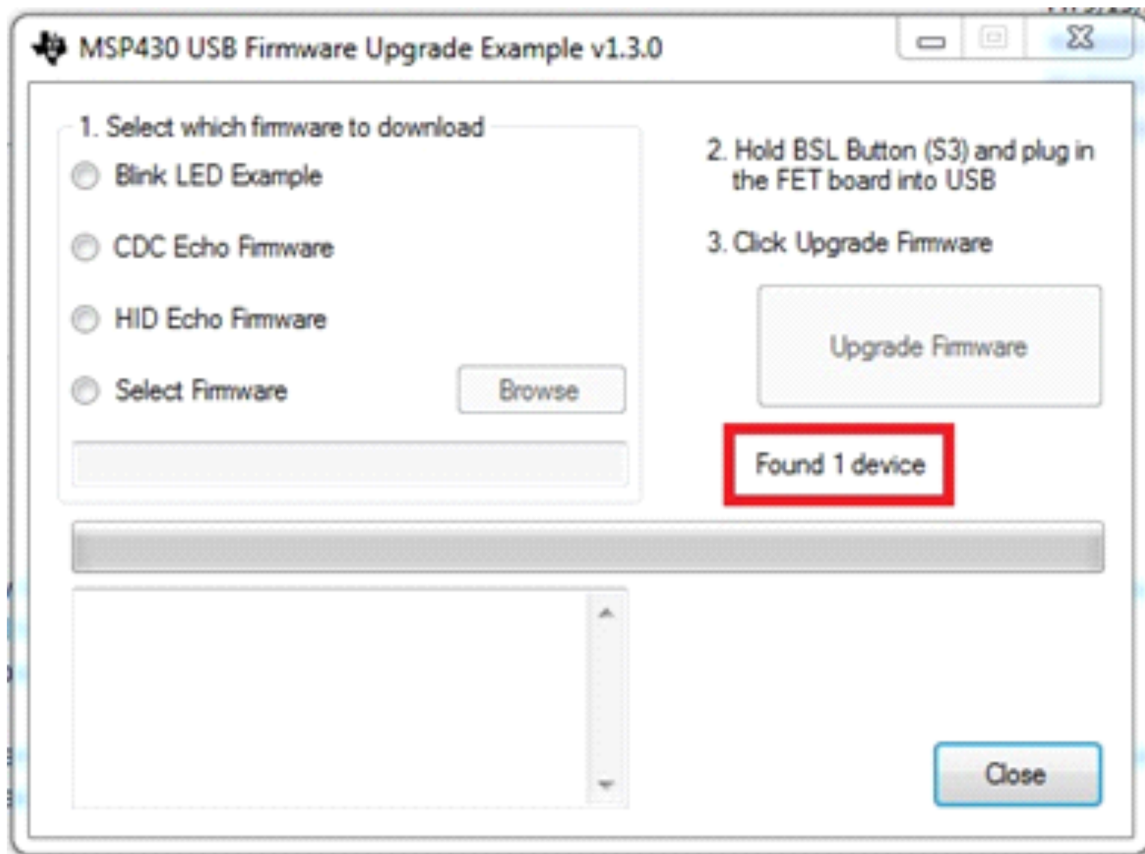 MSP430 USB Firmware Upgrade Example v1.3.0
1. Select which firmware to download
Blink LED Example
CDC Echo Firmware
HID Echo Firmware
Select Firmware
Browse
2. Hold BSL Button (S3) and plug in
the FET board into USB
3. Click Upgrade Firmware
Upgrade Firmware
Found 1 device
Close